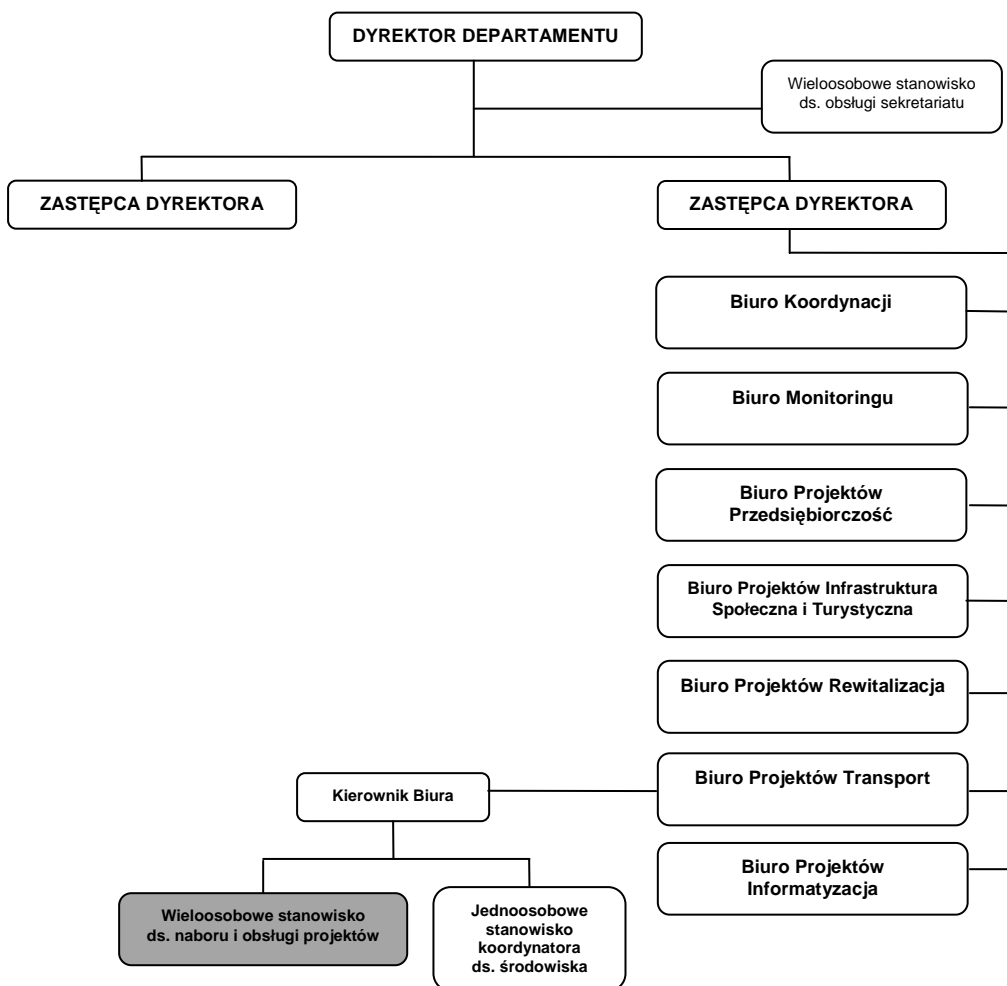 DYREKTOR DEPARTAMENTU
Wieloosobowe stanowisko
ds. obsługi sekretariatu
ZASTĘPCA DYREKTORA
ZASTĘPCA DYREKTORA
Biuro Koordynacji
Biuro Monitoringu
Biuro Projektów
Przedsiębiorczość
Biuro Projektów Infrastruktura
Społeczna i Turystyczna
Biuro Projektów Rewitalizacja
Biuro Projektów Transport
Kierownik Biura
Biuro Projektów
Informatyzacja
Wieloosobowe stanowisko
ds. naboru i obsługi projektów
Jednoosobowe
stanowisko
koordynatora
ds. środowiska